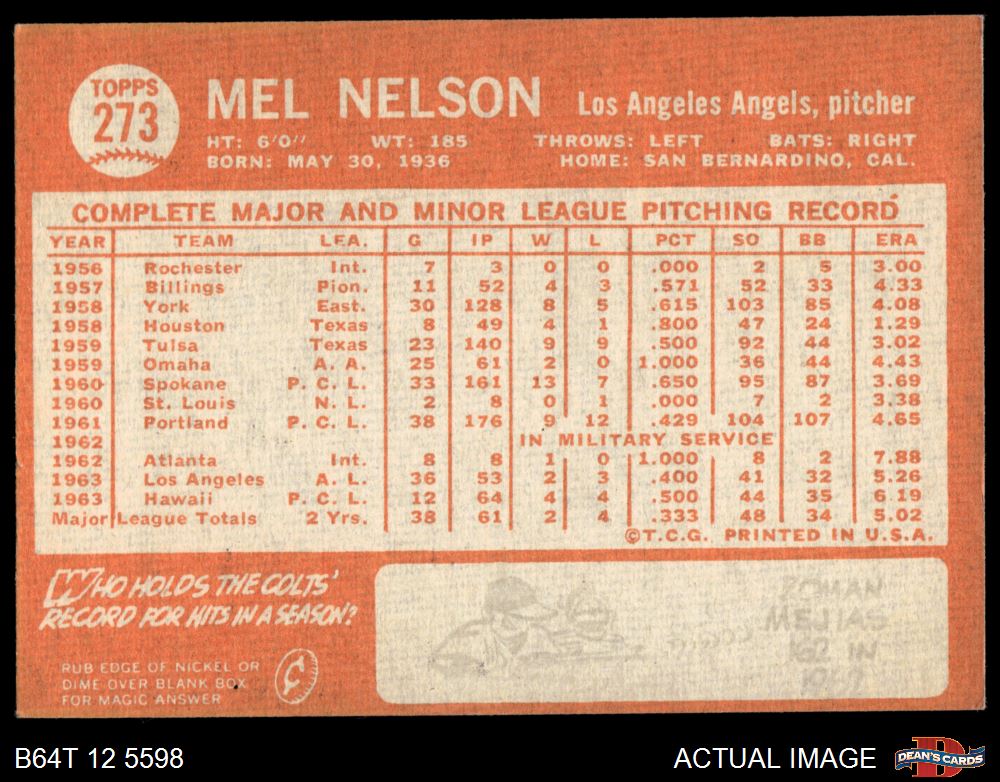 TOPPS
273
MEL NELSON
Los Angeles Angels, pitcher
HT: 6'0" WT: 185 THROWS: LEFT BATS: RIGHT
BORN: MAY 30, 1936 HOME: SAN BERNARDINO, CAL.
COMPLETE MAJOR AND MINOR LEAGUE PITCHING RECORD
YEAR TEAM LEA. G IP W L PCT SO BB ERA
1956 Rochester Int. 7 3 0 0 .000 2 5 3.00
1957 Billings Pion. 11 52 4 3 .571 52 33 4.33
1958 York East. 30 128 8 5 .615 103 85 4.08
1958 Houston Texas 8 49 4 1 .800 47 24 1.29
1959 Tulsa Texas 23 140 9 9 .500 92 44 3.02
1959 Omaha A. A. 25 61 2 0 1.000 36 44 4.43
1960 Spokane P. C. L. 33 161 13 7 .650 95 87 3.69
1960 St. Louis N. L. 2 8 0 1 .000 7 2 3.38
1961 Portland P. C. L. 38 176 9 12 .429 104 107 4.65
1962 IN MILITARY SERVICE
1962 Atlanta Int. 8 8 1 0 1.000 8 2 7.88
1963 Los Angeles A. L. 36 53 2 3 .400 41 32 5.26
1963 Hawaii P. C. L. 12 64 4 4 .500 44 35 6.19
Major League Totals 2 Yrs. 38 61 2 4 .333 48 34 5.02
©T.C.G. PRINTED IN U.S.A.
WHO HOLDS THE COLTS'
RECORD FOR HITS IN A SEASON?
RUB EDGE OF NICKEL OR
DIME OVER BLANK BOX
FOR MAGIC ANSWER
ROMAN
MEJIAS
162 IN
B64T 12 5598
ACTUAL IMAGE
D
DEAN'S CARDS